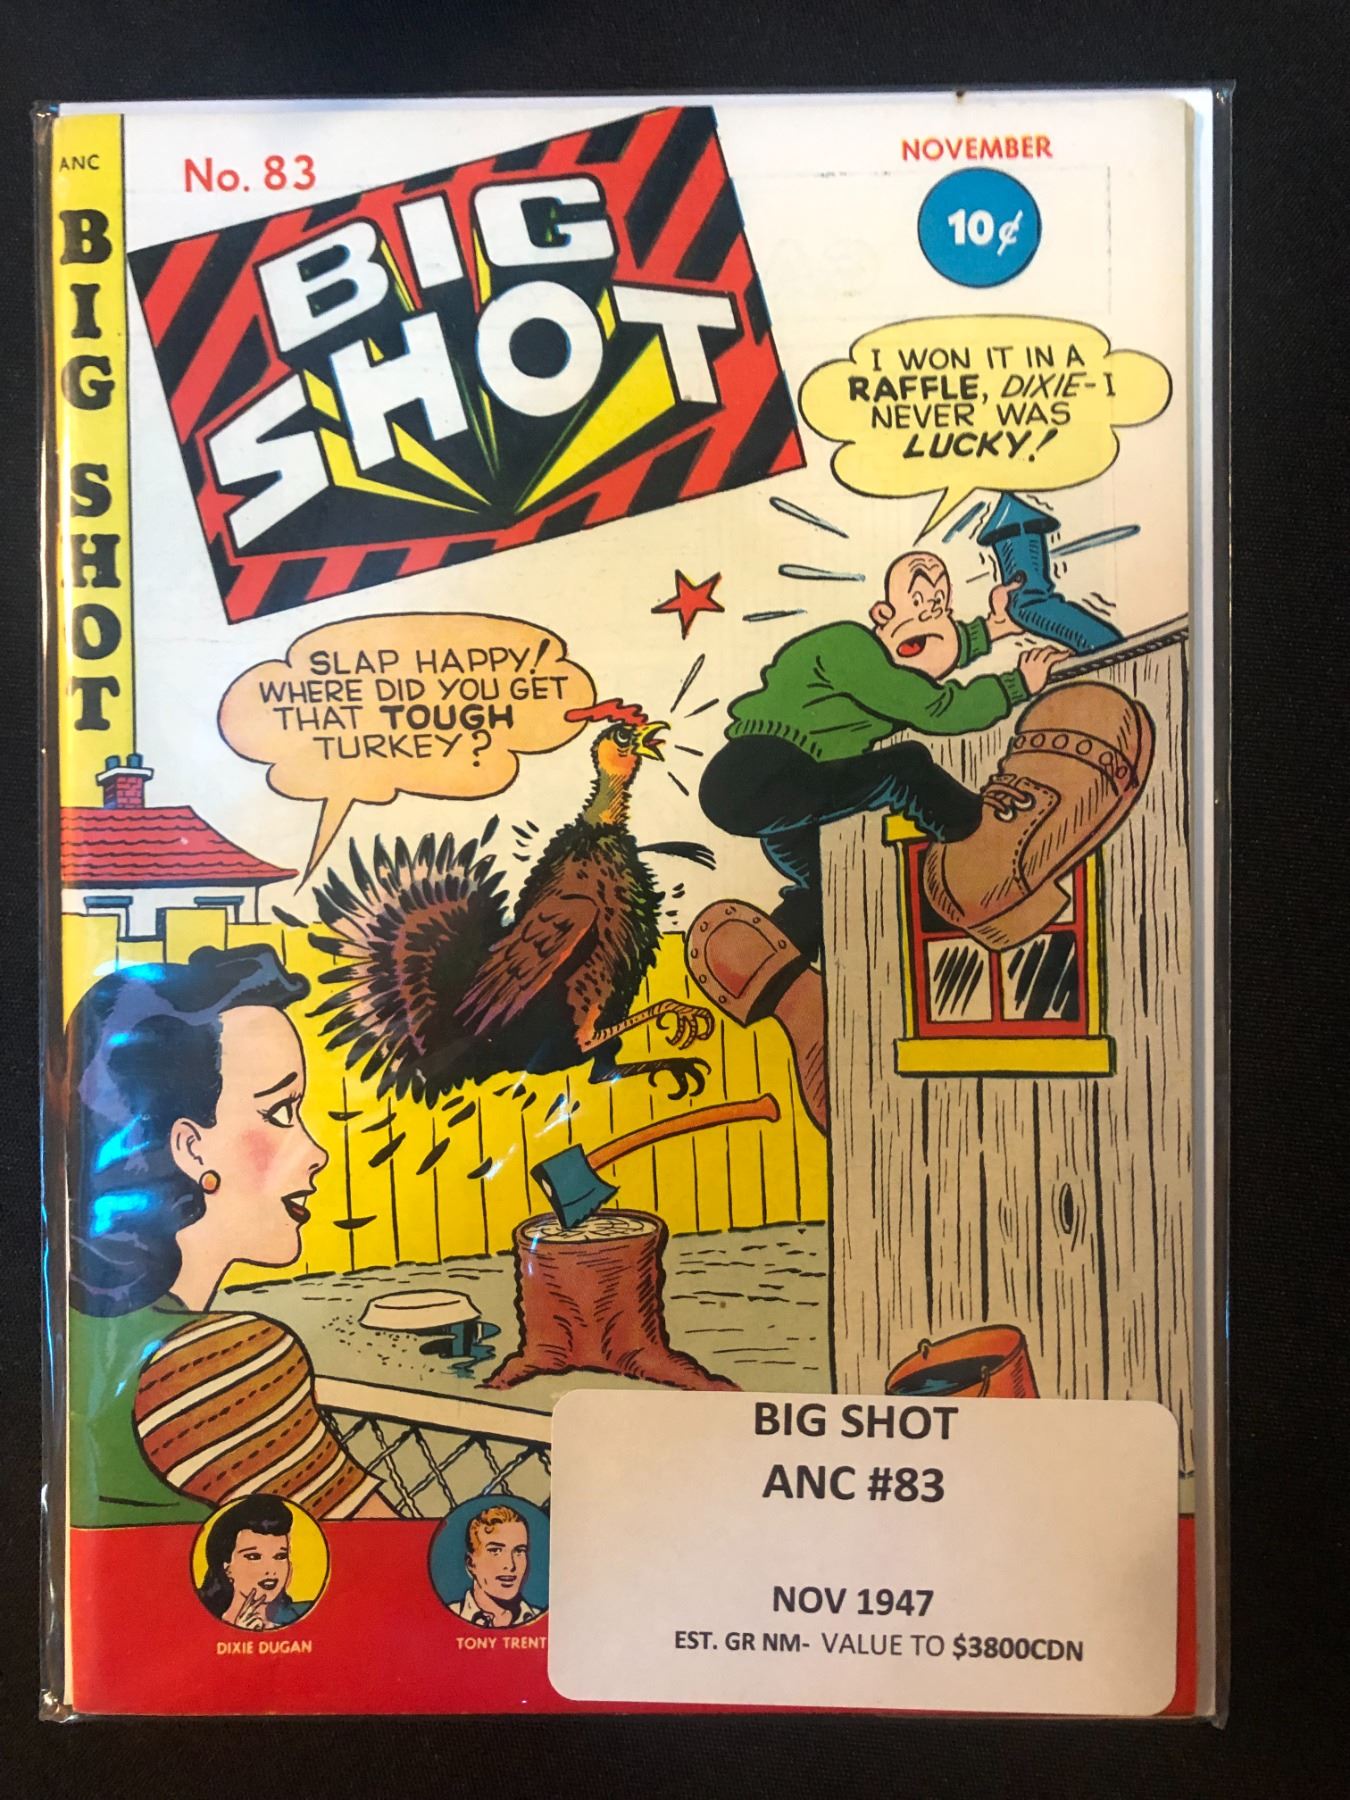 ANC
BIG SHOT
No. 83
BIG
SHOT
NOVEMBER
10¢
I WON IT IN A
RAFFLE, DIXIE-I
NEVER WAS
LUCKY!
SLAP HAPPY!
WHERE DID YOU GET
THAT TOUGH
TURKEY?
DIXIE DUGAN
TONY TRENT
BIG SHOT
ANC #83
NOV 1947
EST. GR NM- VALUE TO $3800CDN